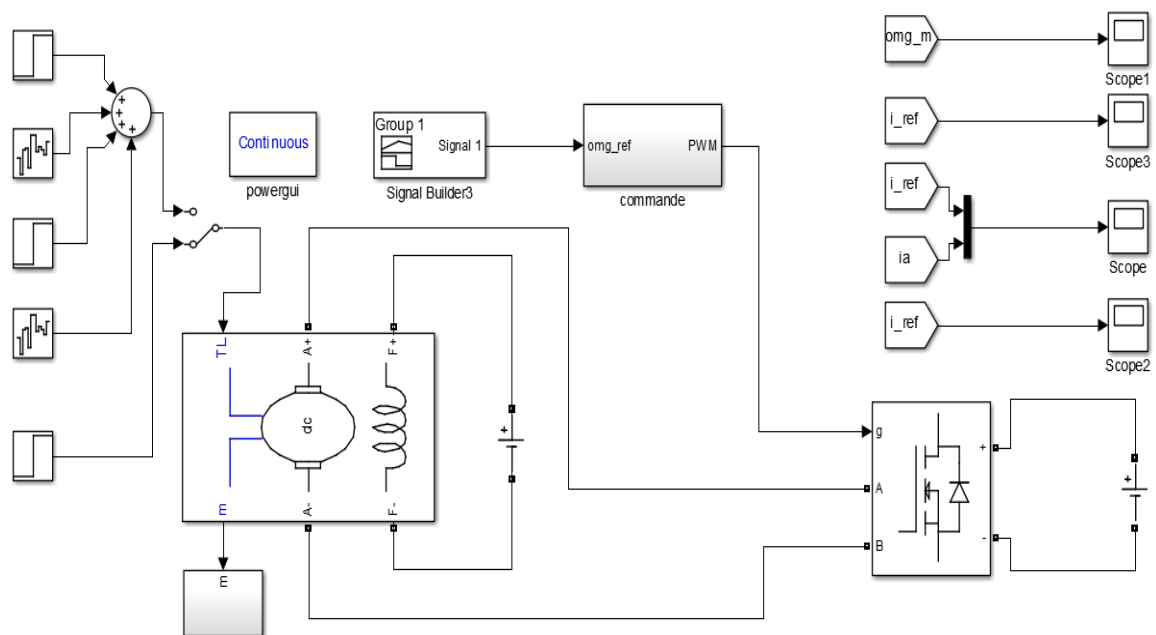 omg_m
Scope1
i_ref
Scope3
Continuous
powergui
Group 1
Signal 1
Signal Builder3
omg_ref
PWM
commande
i_ref
ia
Scope
i_ref
Scope2
+
+
+
+
TL
A+
F+
dc
m
A-
F-
+
g
A
B
+
-
+
m